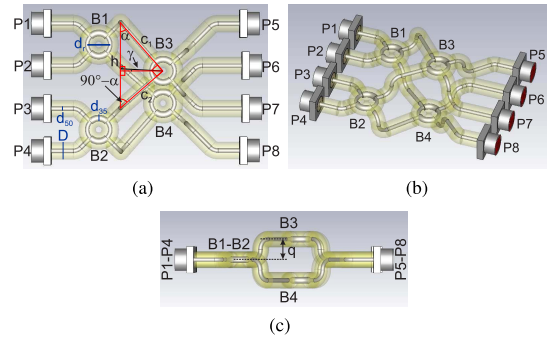 P1 B1 α c₁ B3 P5
d
P2 h γ P6
90°−α c₂
P3 d₃₅ P7
d₅₀
D B4
P4 B2 P8
(a)
B1 B3 P5
P1
P2 P6
P3 P7
P4 B2 B4 P8
(b)
B3
P1-P4 B1-B2 q P5-P8
B4
(c)